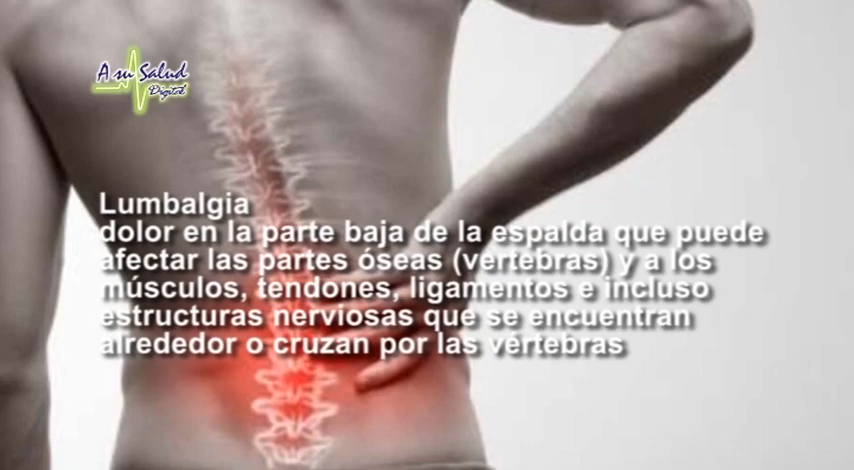 A su Salud
Digital
Lumbalgia
dolor en la parte baja de la espalda que puede
afectar las partes óseas (vertebras) y a los
músculos, tendones, ligamentos e incluso
estructuras nerviosas que se encuentran
alrededor o cruzan por las vértebras